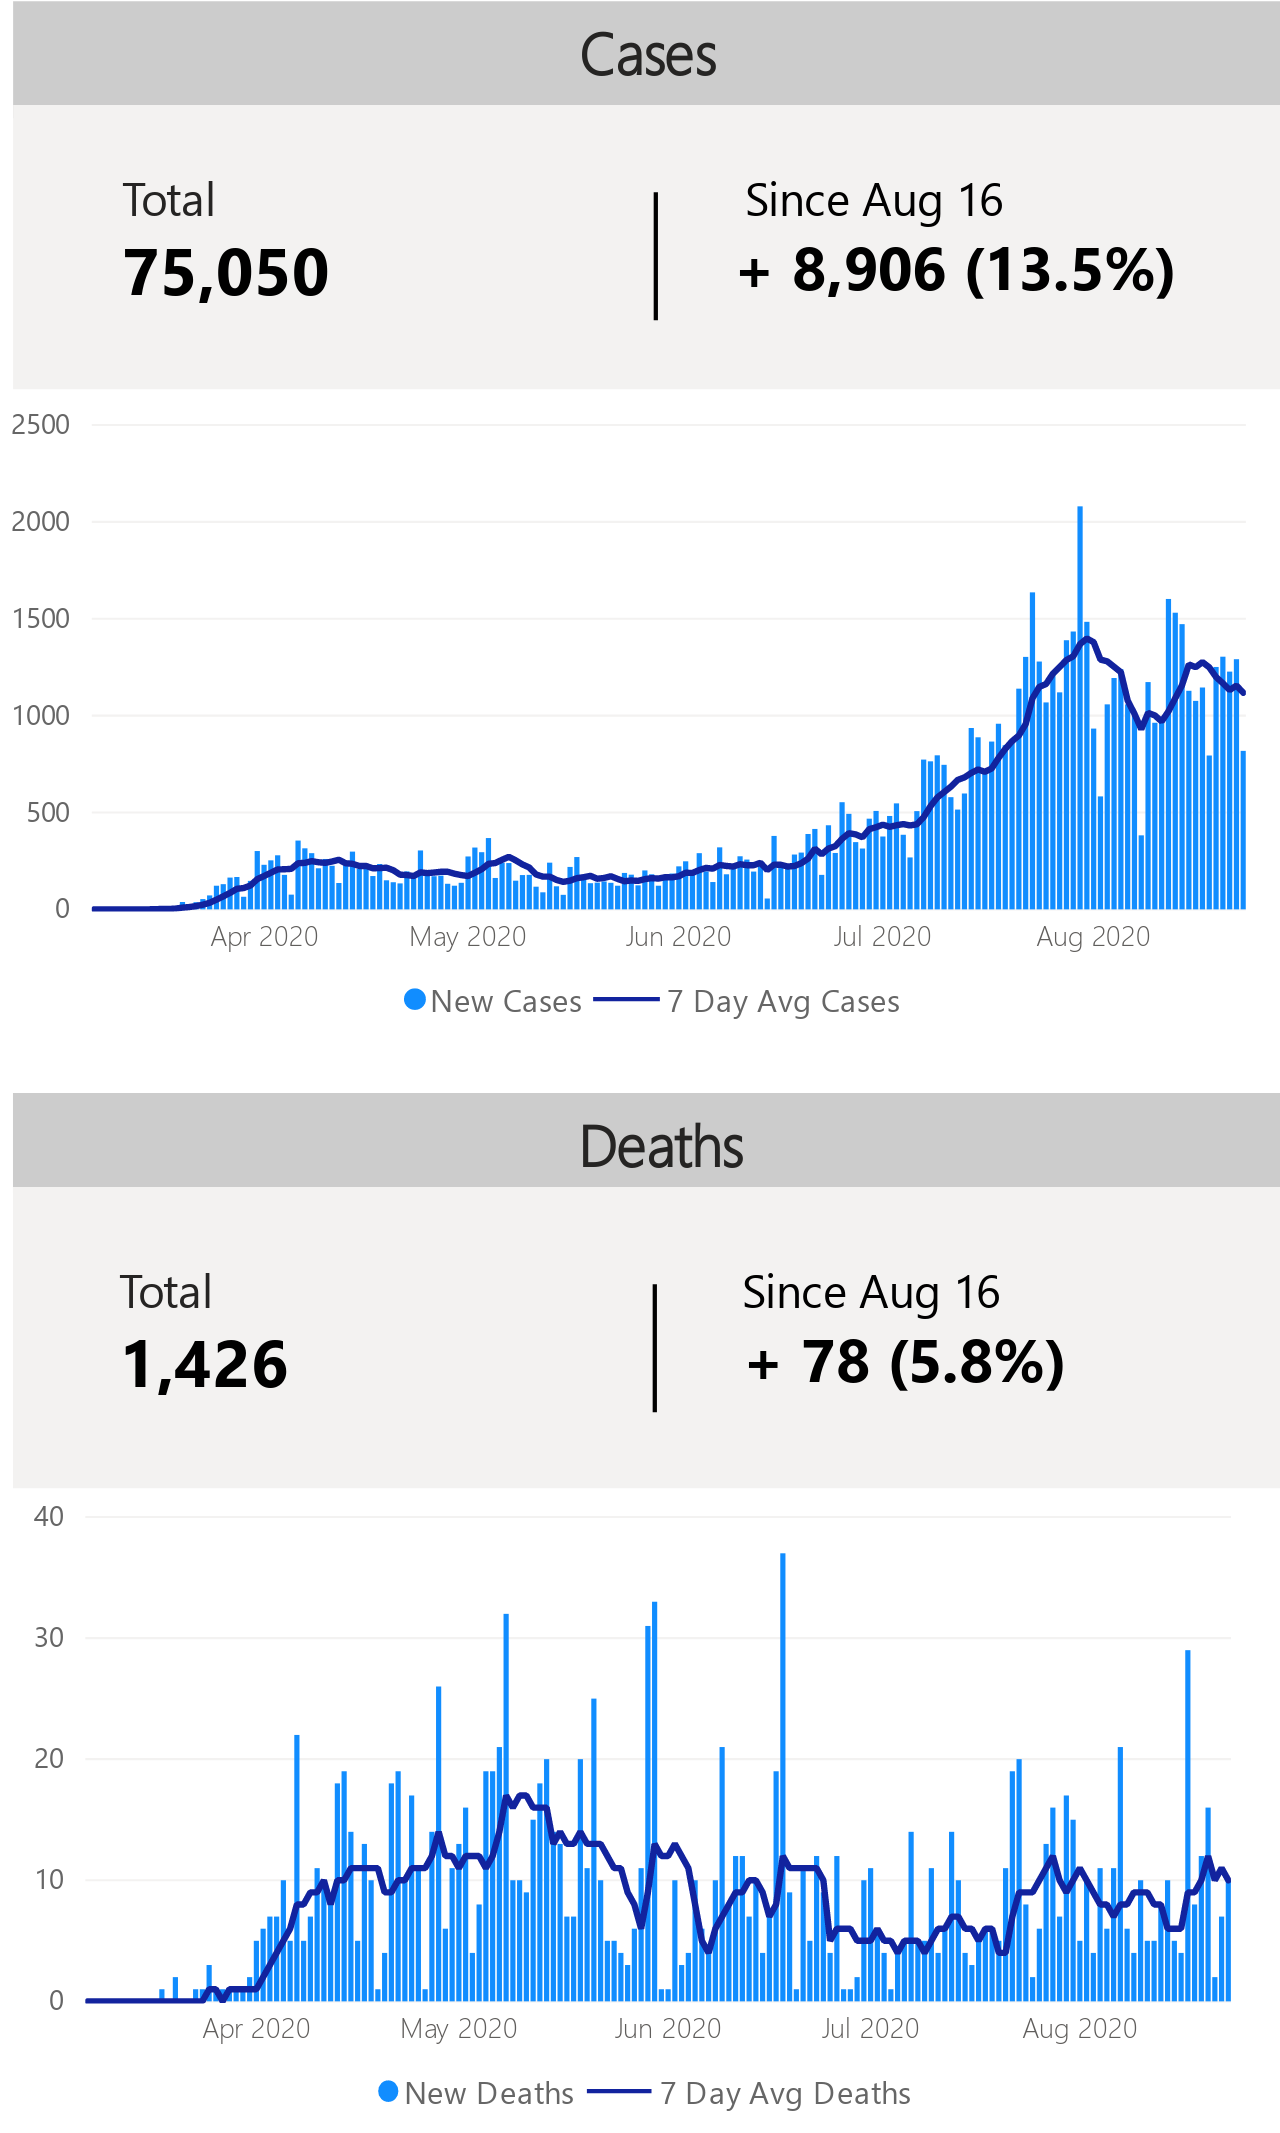 Cases
Total
Since Aug 16
75,050
+ 8,906 (13.5%)
2500
2000
1500
1000
500
0
Apr 2020
May 2020
Jun 2020
Jul 2020
Aug 2020
New Cases
7 Day Avg Cases
Deaths
Total
Since Aug 16
1,426
+ 78 (5.8%)
40
30
20
10
0
Apr 2020
May 2020
Jun 2020
Jul 2020
Aug 2020
New Deaths
7 Day Avg Deaths